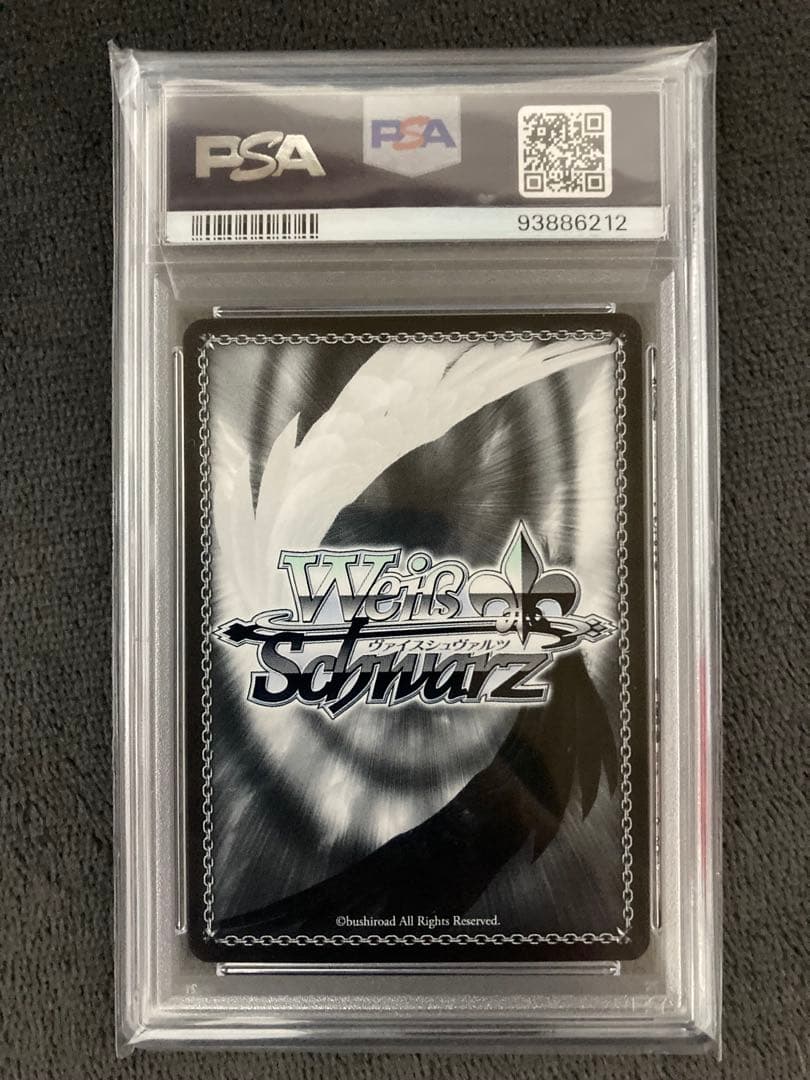 PSA
PSA
93886212
Weiß
ヴァイスシュヴァルツ
Schwarz
©bushiroad All Rights Reserved.